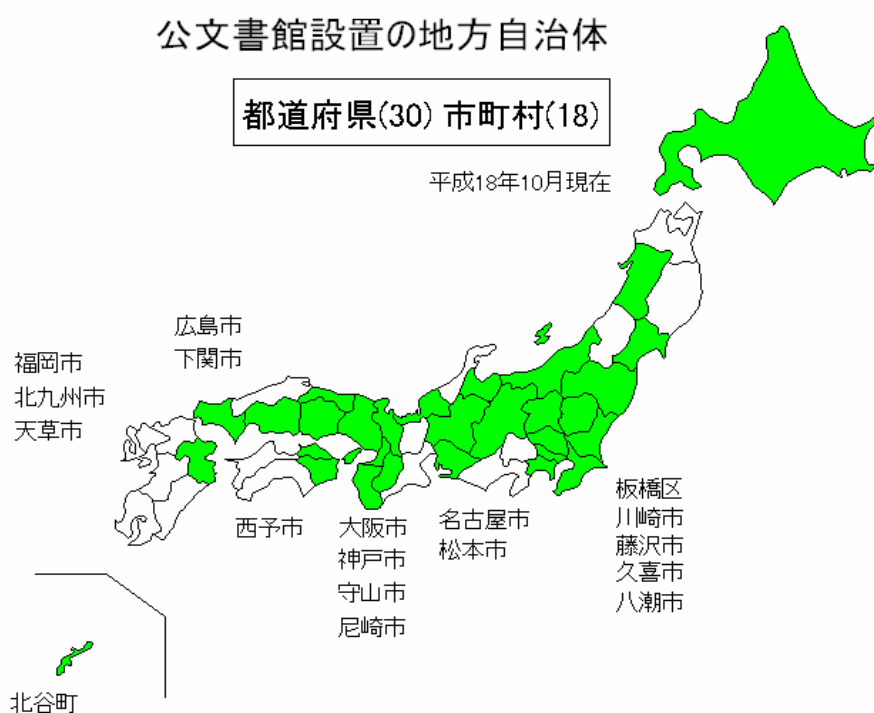 公文書館設置の地方自治体
都道府県(30) 市町村(18)
平成18年10月現在
広島市
下関市
福岡市
北九州市
天草市
西予市
大阪市
神戸市
守山市
尼崎市
名古屋市
松本市
板橋区
川崎市
藤沢市
久喜市
八潮市
北谷町